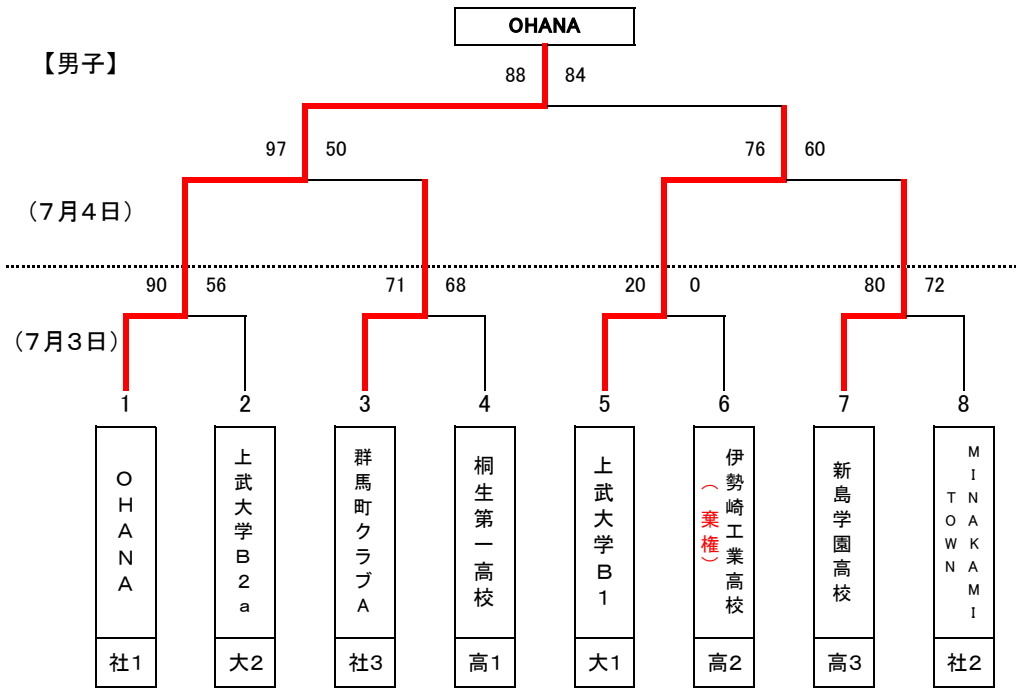 OHANA
【男子】
88 84
97 50 76 60
(7月4日)
90 56 71 68 20 0 80 72
(7月3日)
1 2 3 4 5 6 7 8
OHANA
上武大学B2a
群馬町クラブA
桐生第一高校
上武大学B1
伊勢崎工業高校
(棄権)
新島学園高校
MINAKAMI
TOWN
社1 大2 社3 高1 大1 高2 高3 社2